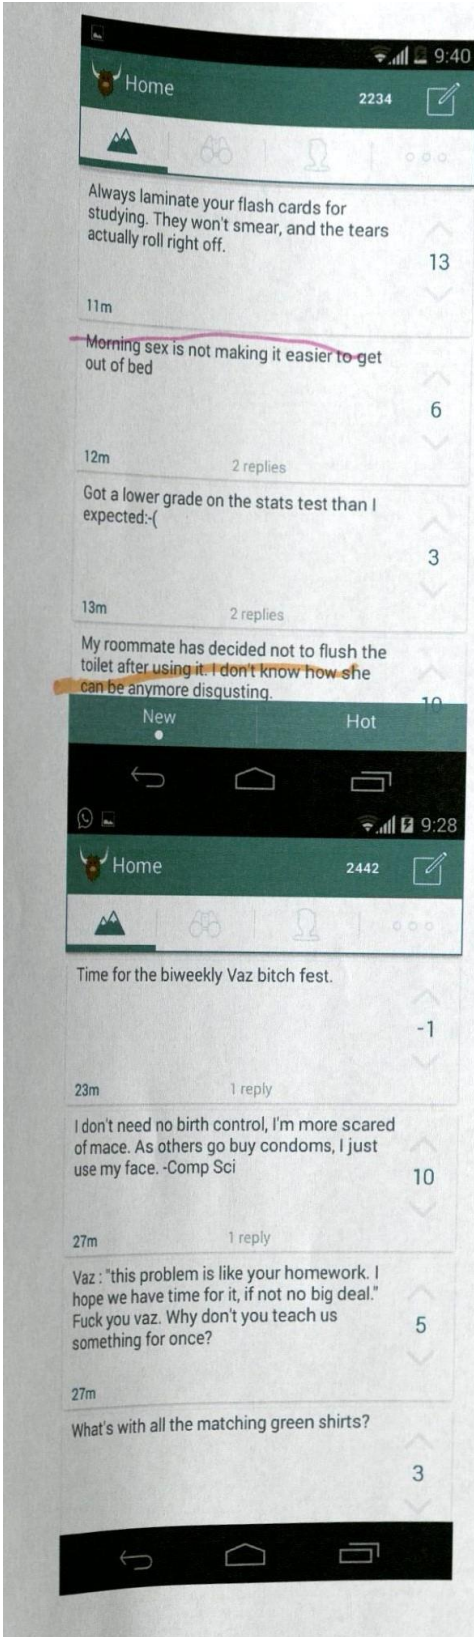 9:40
Home
2234
Always laminate your flash cards for
studying. They won't smear, and the tears
actually roll right off.
13
11m
Morning sex is not making it easier to get
out of bed
6
12m
2 replies
Got a lower grade on the stats test than I
expected:-(
3
13m
2 replies
My roommate has decided not to flush the
toilet after using it. I don't know how she
can be anymore disgusting.
10
New
Hot
9:28
Home
2442
Time for the biweekly Vaz bitch fest.
-1
23m
1 reply
I don't need no birth control, I'm more scared
of mace. As others go buy condoms, I just
use my face. -Comp Sci
10
27m
1 reply
Vaz : "this problem is like your homework. I
hope we have time for it, if not no big deal."
Fuck you vaz. Why don't you teach us
something for once?
5
27m
What's with all the matching green shirts?
3